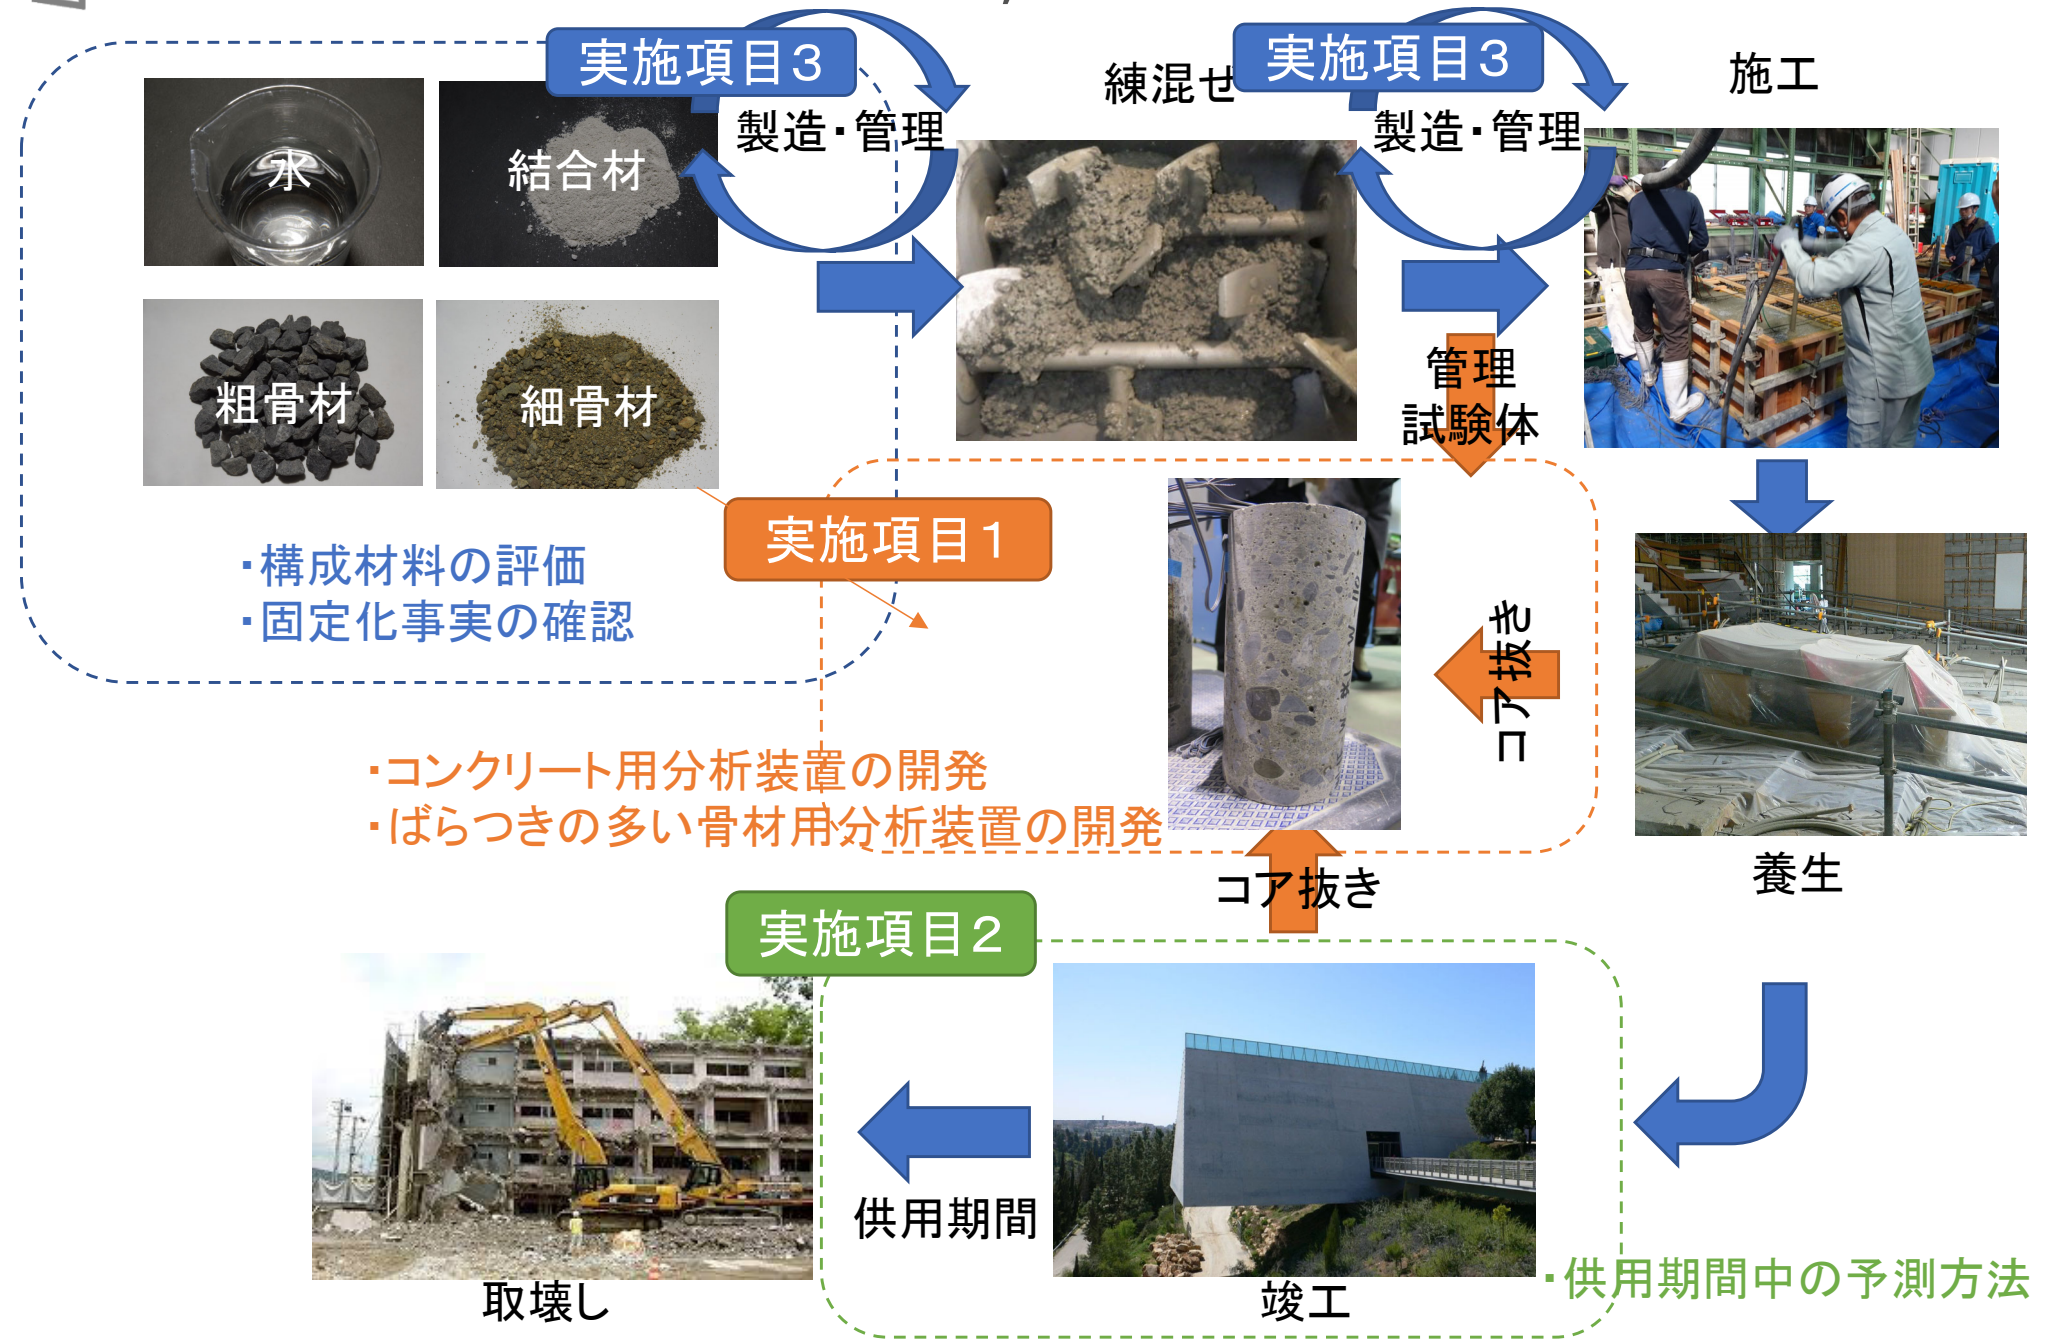 実施項目3
実施項目3
練混ぜ
施工
製造・管理
製造・管理
水
結合材
粗骨材
細骨材
管理
試験体
実施項目1
・構成材料の評価
・固定化事実の確認
コア抜き
・コンクリート用分析装置の開発
・ばらつきの多い骨材用分析装置の開発
コア抜き
養生
実施項目2
供用期間
・供用期間中の予測方法
取壊し
竣工